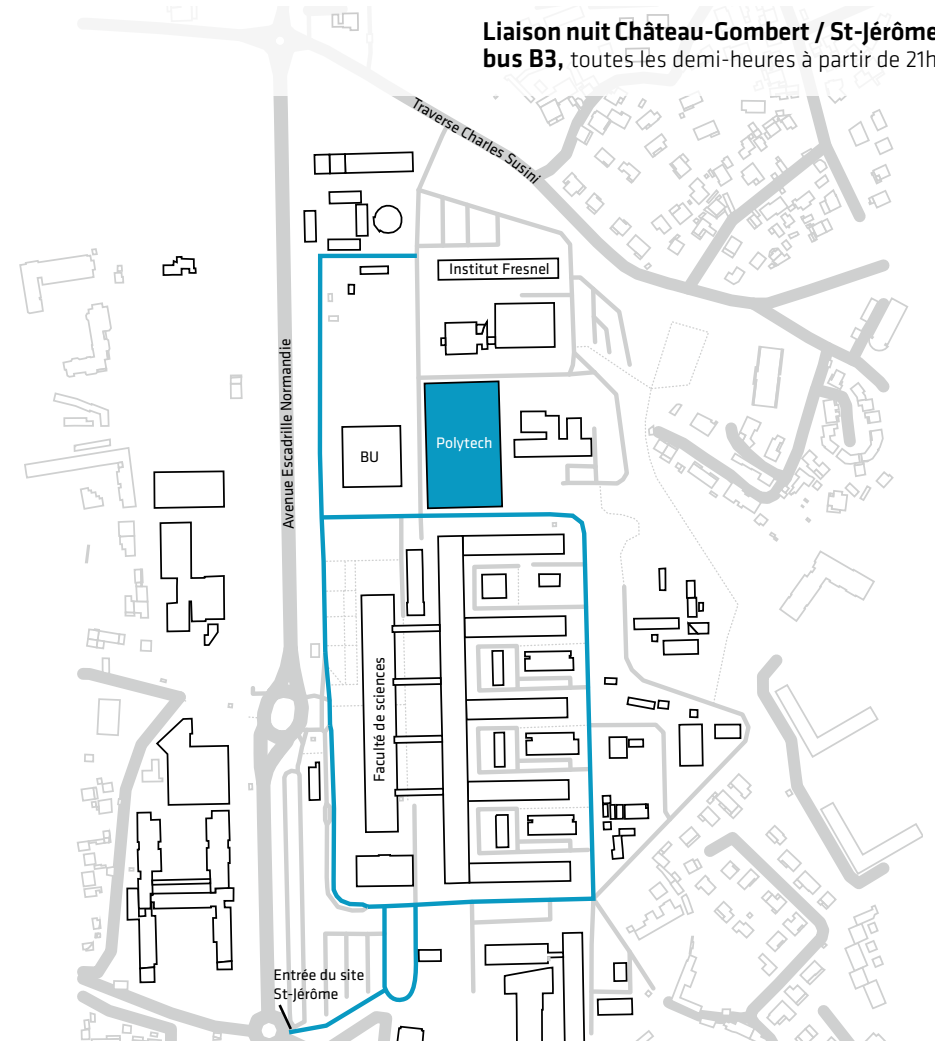 Liaison nuit Château-Gombert / St-Jérôme
bus B3, toutes les demi-heures à partir de 21h
Traverse Charles Susini
Institut Fresnel
Avenue Escadrille Normandie
Polytech
BU
Faculté de sciences
Entrée du site
St-Jérôme